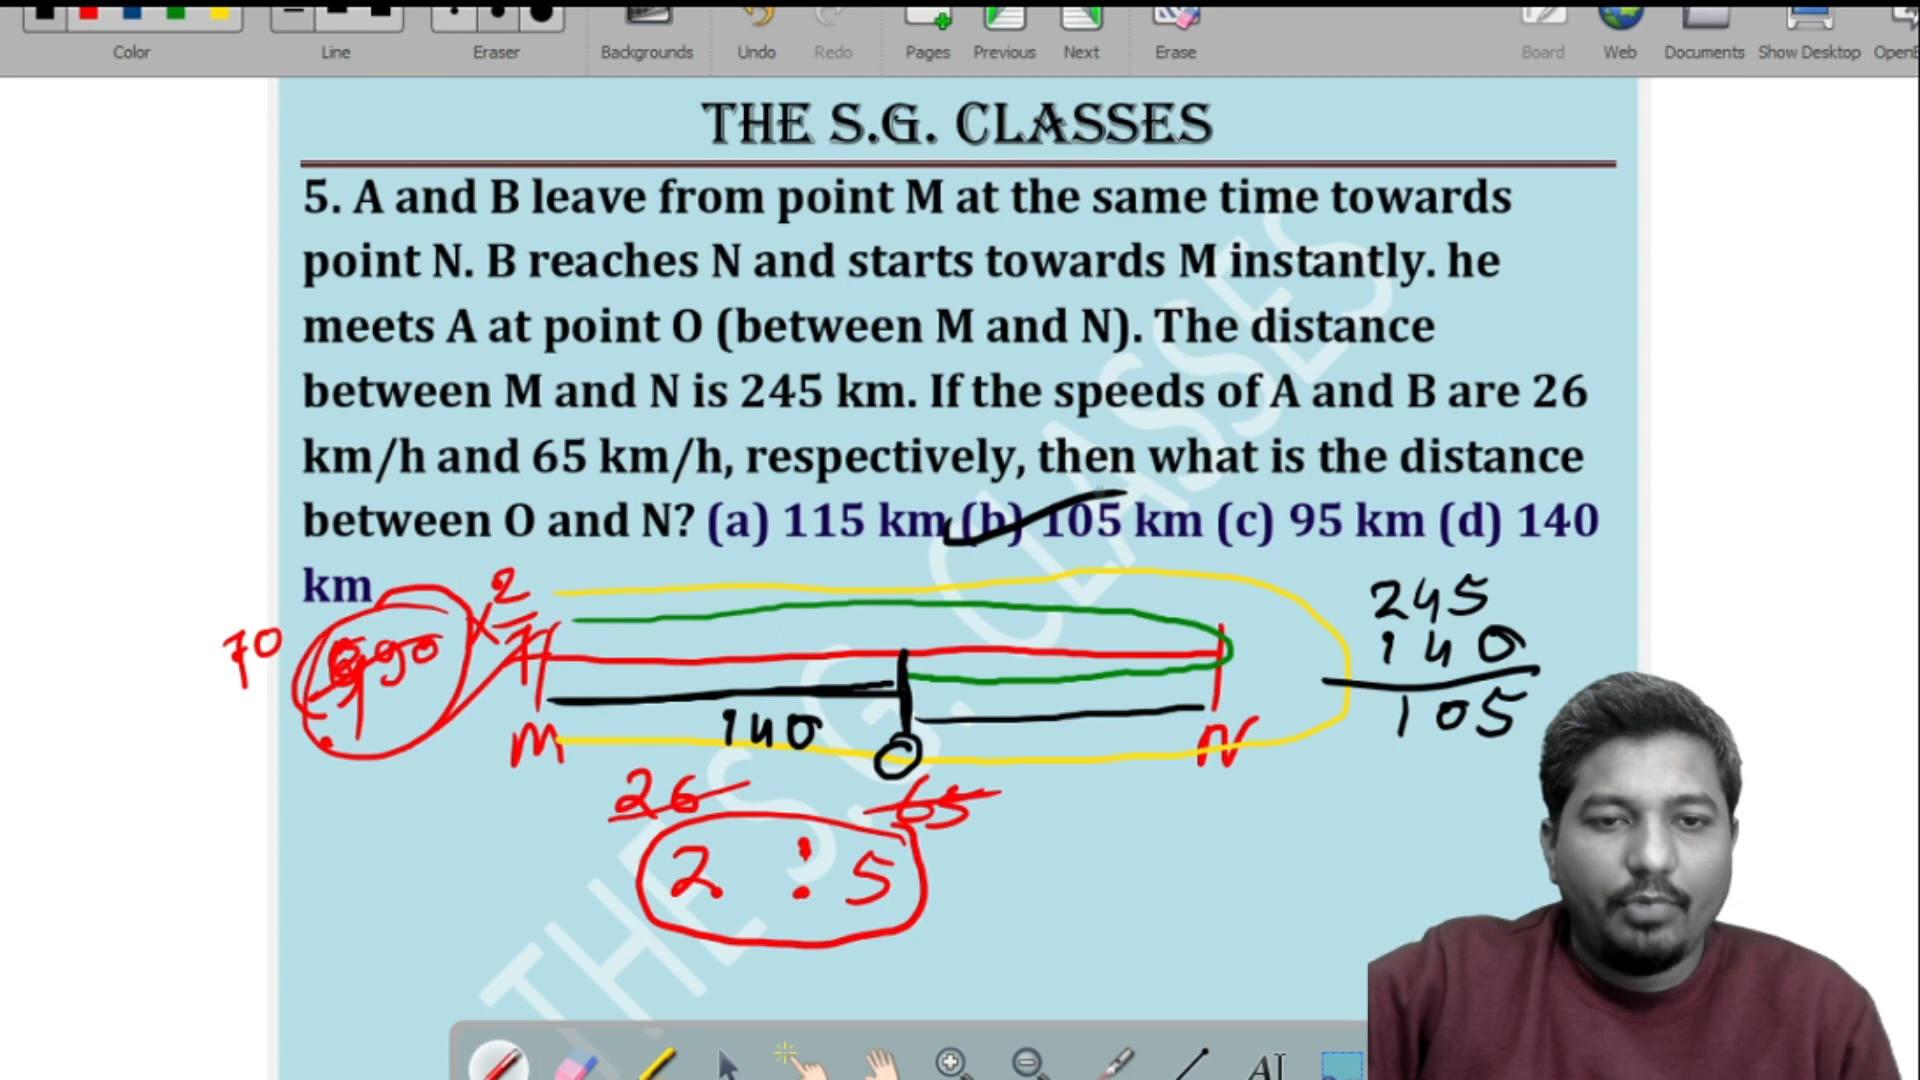 Color Line Eraser Backgrounds Undo Redo Pages Previous Next Erase Board Web Documents Show Desktop
THE S.G. CLASSES
5. A and B leave from point M at the same time towards
point N. B reaches N and starts towards M instantly. he
meets A at point O (between M and N). The distance
between M and N is 245 km. If the speeds of A and B are 26
km/h and 65 km/h, respectively, then what is the distance
between O and N? (a) 115 km (b) 105 km (c) 95 km (d) 140
km
THE S.G. CLASSES
70 490 × 2/7
245
140
105
140
M O N
26 65
2 : 5
AI